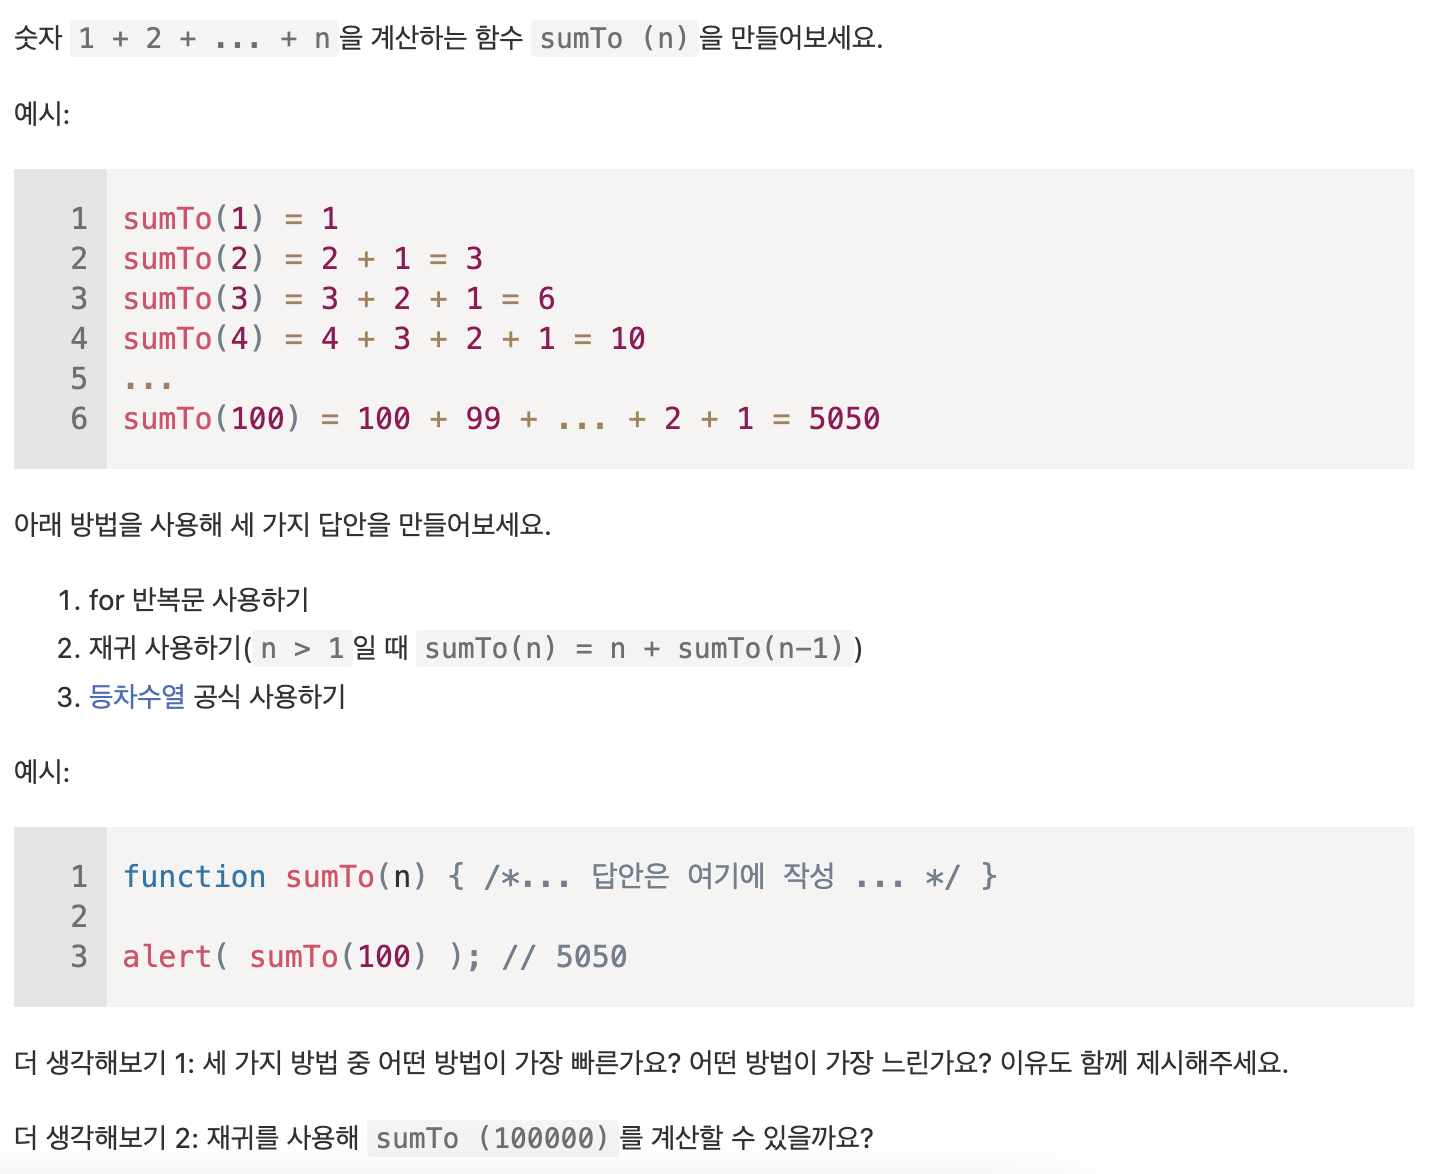 숫자 1 + 2 + ... + n을 계산하는 함수 sumTo (n)을 만들어보세요.
예시:
1 sumTo(1) = 1
2 sumTo(2) = 2 + 1 = 3
3 sumTo(3) = 3 + 2 + 1 = 6
4 sumTo(4) = 4 + 3 + 2 + 1 = 10
5 ...
6 sumTo(100) = 100 + 99 + ... + 2 + 1 = 5050
아래 방법을 사용해 세 가지 답안을 만들어보세요.
1. for 반복문 사용하기
2. 재귀 사용하기(n > 1일 때 sumTo(n) = n + sumTo(n-1))
3. 등차수열 공식 사용하기
예시:
1 function sumTo(n) { /*... 답안은 여기에 작성 ... */ }
2
3 alert( sumTo(100) ); // 5050
더 생각해보기 1: 세 가지 방법 중 어떤 방법이 가장 빠른가요? 어떤 방법이 가장 느린가요? 이유도 함께 제시해주세요.
더 생각해보기 2: 재귀를 사용해 sumTo (100000)를 계산할 수 있을까요?